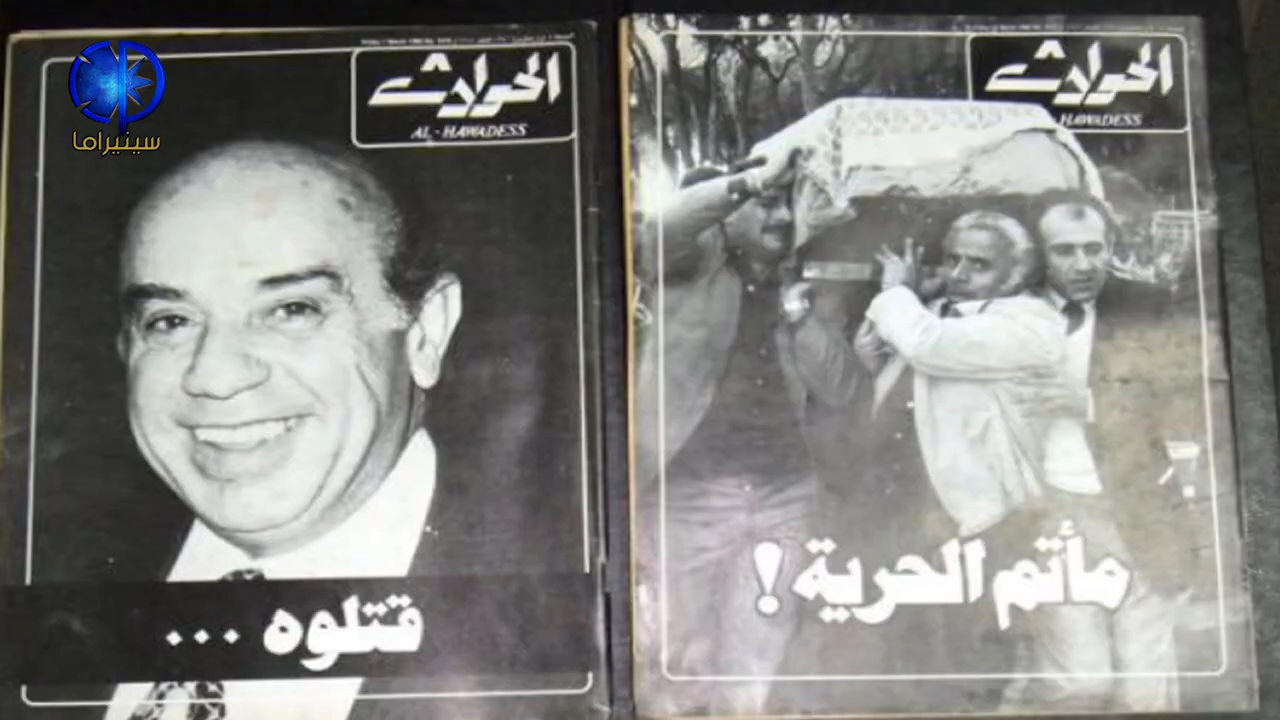 سينيراما
الحوادث
AL-HAWADESS
قتلوه ...
الحوادث
HAWADESS
مأتم الحرية !